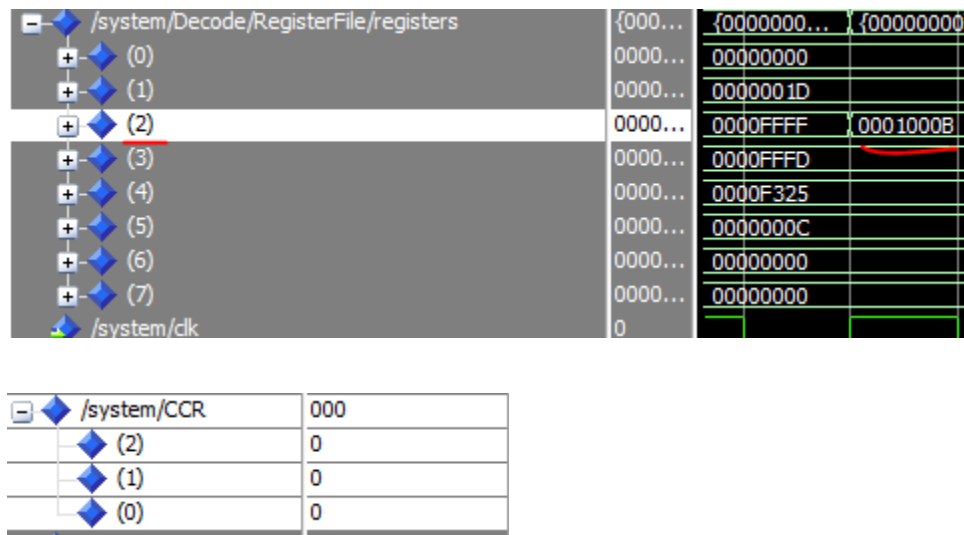 /system/Decode/RegisterFile/registers {000... {0000000... {00000000
(0) 0000... 00000000
(1) 0000... 0000001D
(2) 0000... 0000FFFF 0001000B
(3) 0000... 0000FFFD
(4) 0000... 0000F325
(5) 0000... 0000000C
(6) 0000... 00000000
(7) 0000... 00000000
/system/clk 0
/system/CCR 000
(2) 0
(1) 0
(0) 0